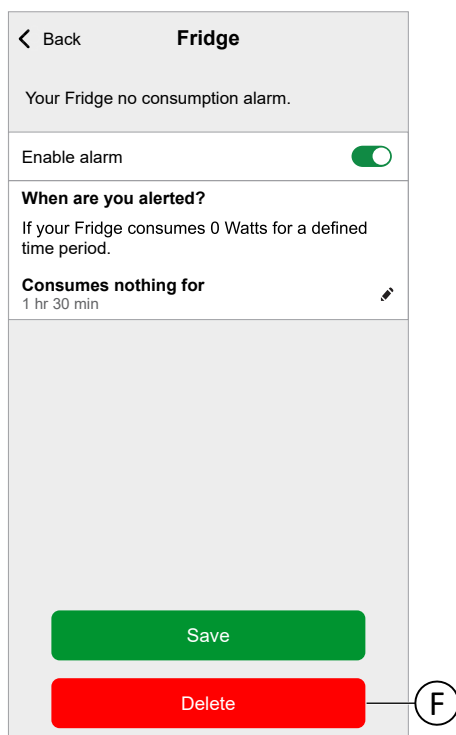 Back
Fridge
Your Fridge no consumption alarm.
Enable alarm
When are you alerted?
If your Fridge consumes 0 Watts for a defined
time period.
Consumes nothing for
1 hr 30 min
Save
Delete
F